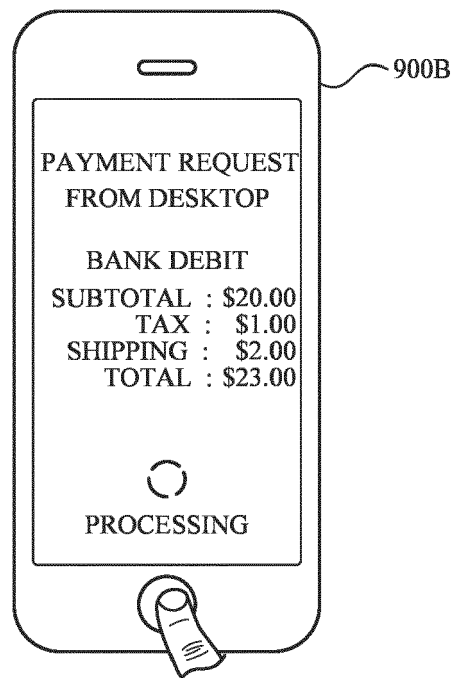 900B
PAYMENT REQUEST
FROM DESKTOP
BANK DEBIT
SUBTOTAL : $20.00
TAX : $1.00
SHIPPING : $2.00
TOTAL : $23.00
PROCESSING